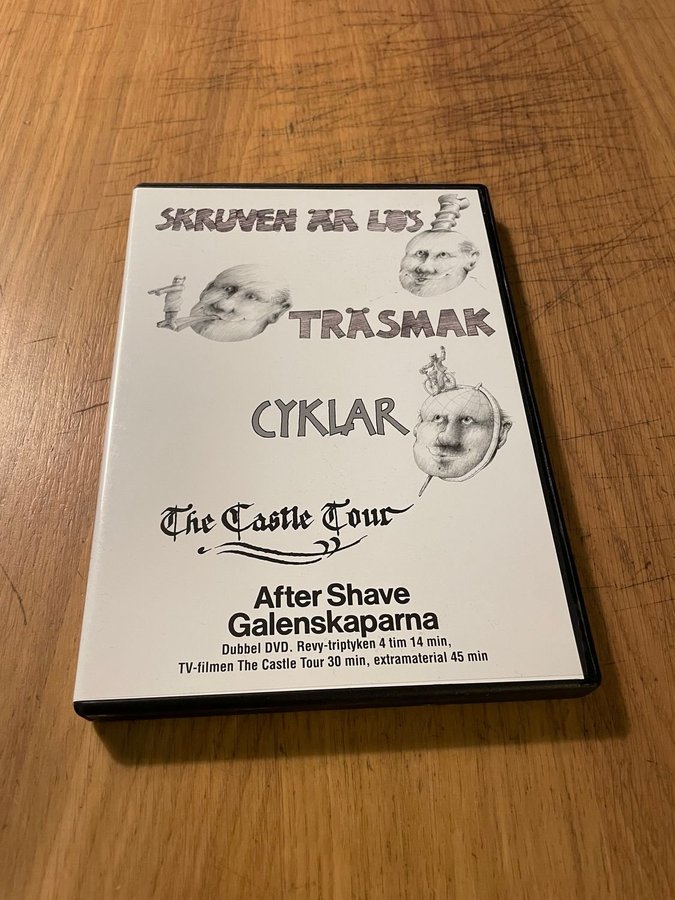 SKRUVEN ÄR LÖS
TRÄSMAK
CYKLAR
The Castle Tour
After Shave
Galenskaparna
Dubbel DVD. Revy-triptyken 4 tim 14 min,
TV-filmen The Castle Tour 30 min, extramaterial 45 min